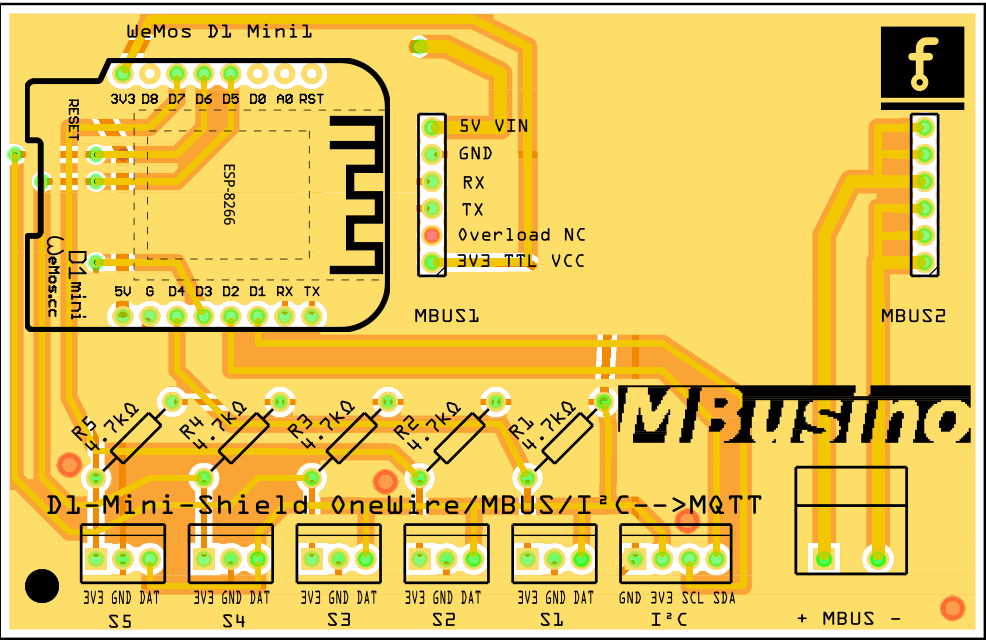 WeMos D1 Mini1
f
3V3 D8 D7 D6 D5 D0 A0 RST
RESET
ESP-8266
D1mini
WeMos.cc
5V G D4 D3 D2 D1 RX TX
5V VIN
GND
RX
TX
Overload NC
3V3 TTL VCC
MBUS1
MBUS2
R5
4.7kΩ
R4
4.7kΩ
R3
4.7kΩ
R2
4.7kΩ
R1
4.7kΩ
MBusino
D1-Mini-Shield OneWire/MBUS/I²C-->MQTT
3V3 GND DAT
S5
3V3 GND DAT
S4
3V3 GND DAT
S3
3V3 GND DAT
S2
3V3 GND DAT
S1
GND 3V3 SCL SDA
I²C
+ MBUS -